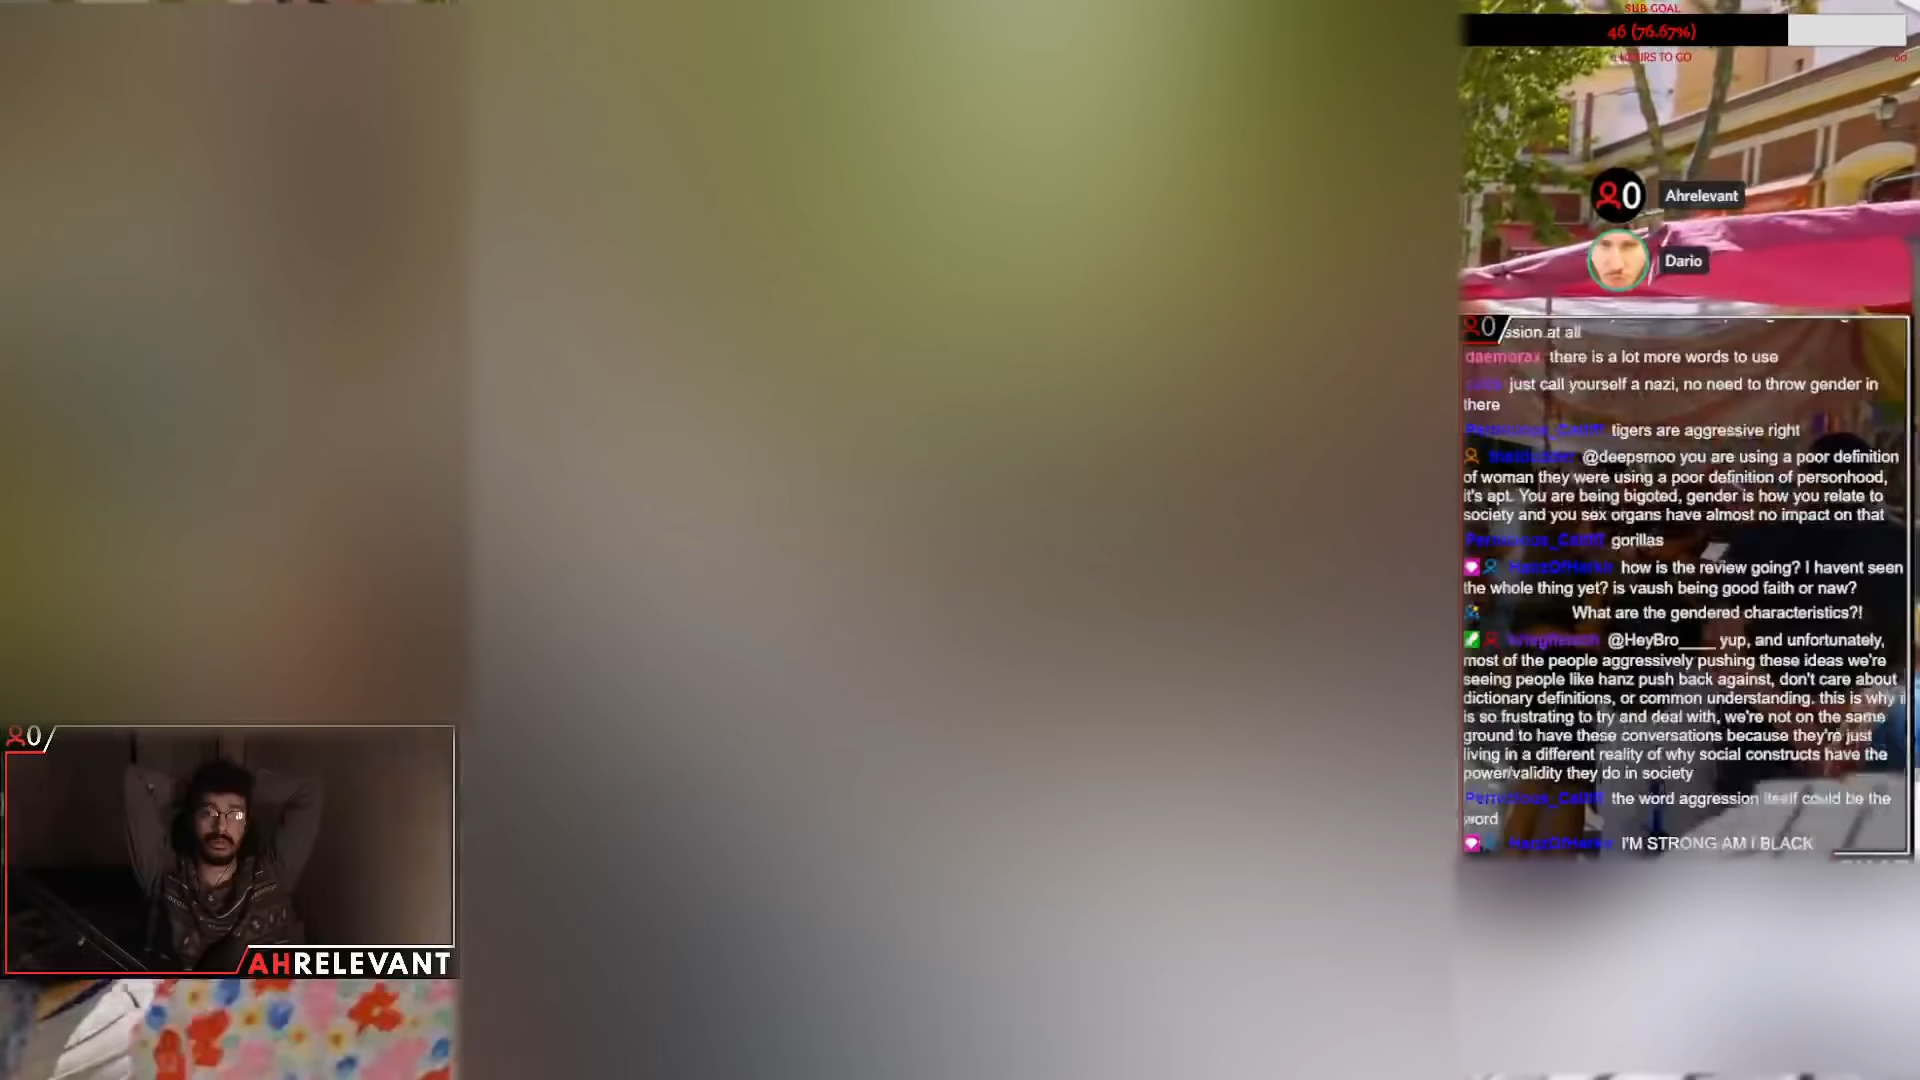 SUB GOAL
46 (76.67%)
TO GO
60
Ahrelevant
Dario
ssion at all
daemorax there is a lot more words to use
just call yourself a nazi, no need to throw gender in
there
tigers are aggressive right
@deepsmoo you are using a poor definition
of woman they were using a poor definition of personhood,
it's apt. You are being bigoted, gender is how you relate to
society and you sex organs have almost no impact on that
gorillas
HanzOfHarkir how is the review going? I havent seen
the whole thing yet? is vaush being good faith or naw?
What are the gendered characteristics?!
@HeyBro____ yup, and unfortunately,
most of the people aggressively pushing these ideas we're
seeing people like hanz push back against, don't care about
dictionary definitions, or common understanding. this is why i
is so frustrating to try and deal with, we're not on the same
ground to have these conversations because they're just
living in a different reality of why social constructs have the
power/validity they do in society
the word aggression itself could be the
word
I'M STRONG AM I BLACK
0
AHRELEVANT